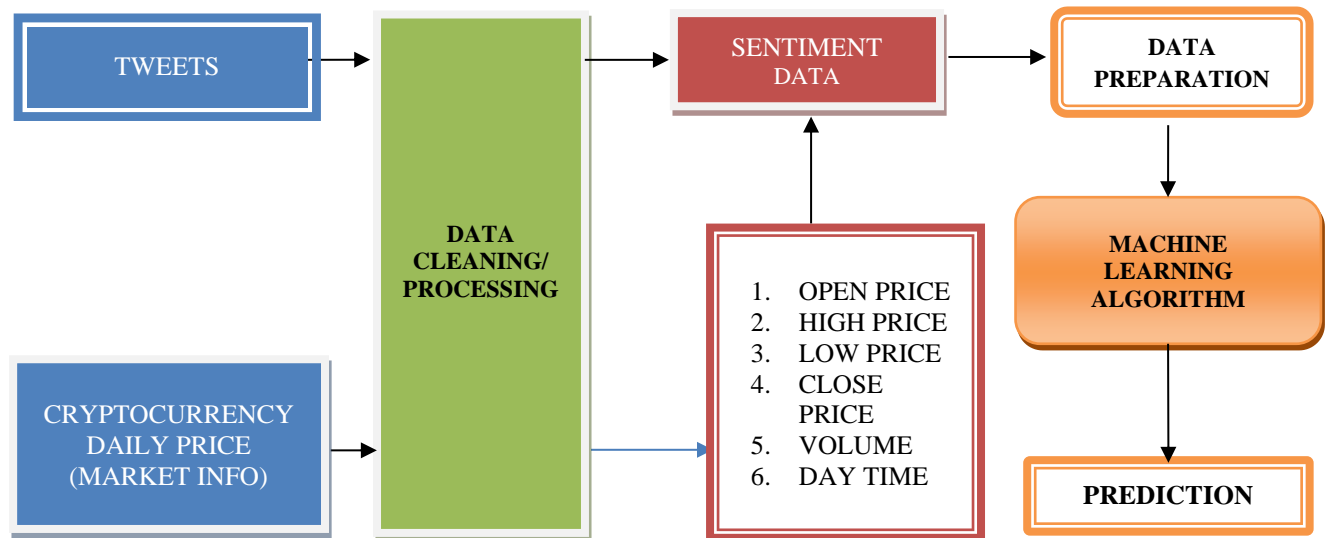 TWEETS
CRYPTOCURRENCY
DAILY PRICE
(MARKET INFO)
DATA
CLEANING/
PROCESSING
SENTIMENT
DATA
1. OPEN PRICE
2. HIGH PRICE
3. LOW PRICE
4. CLOSE
PRICE
5. VOLUME
6. DAY TIME
DATA
PREPARATION
MACHINE
LEARNING
ALGORITHM
PREDICTION